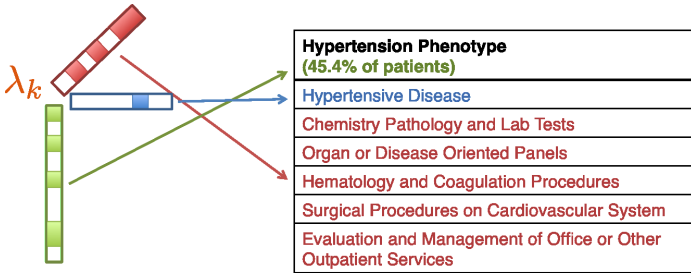 λk
Hypertension Phenotype
(45.4% of patients)
Hypertensive Disease
Chemistry Pathology and Lab Tests
Organ or Disease Oriented Panels
Hematology and Coagulation Procedures
Surgical Procedures on Cardiovascular System
Evaluation and Management of Office or Other
Outpatient Services